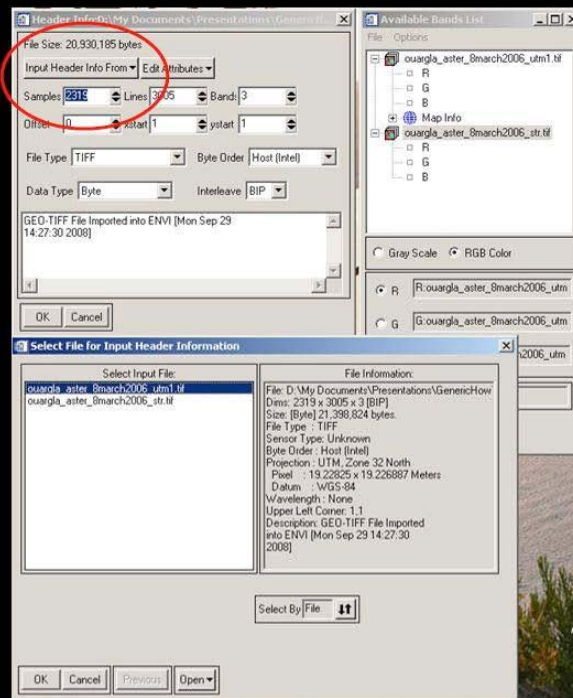 Header Info:D:\My Documents\Presentations\Generic
File Size: 20,930,185 bytes
Input Header Info From Edit Attributes
Samples 2319 Lines 3005 Bands 3
Offset 0 xstart 1 ystart 1
File Type TIFF Byte Order Host (Intel)
Data Type Byte Interleave BIP
GEO-TIFF File Imported into ENVI [Mon Sep 29
14:27:30 2008]
OK Cancel
Available Bands List
File Options
ouargla_aster_8march2006_utm1.tif
R
G
B
Map Info
ouargla_aster_8march2006_str.tif
R
G
B
Gray Scale RGB Color
R R:ouargla_aster_8march2006_utm
G G:ouargla_aster_8march2006_utm
2006_utm
Select File for Input Header Information
Select Input File:
ouargla_aster_8march2006_utm1.tif
ouargla_aster_8march2006_str.tif
File Information:
File: D:\My Documents\Presentations\GenericHow
Dims: 2319 x 3005 x 3 [BIP]
Size: [Byte] 21,398,824 bytes.
File Type : TIFF
Sensor Type: Unknown
Byte Order : Host (Intel)
Projection : UTM, Zone 32 North
Pixel : 19.22825 x 19.226887 Meters
Datum : WGS-84
Wavelength : None
Upper Left Corner: 1,1
Description: GEO-TIFF File Imported
into ENVI [Mon Sep 29 14:27:30
2008]
Select By File
OK Cancel Previous Open